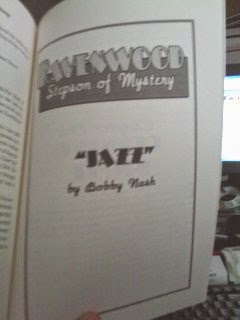 RAVENWOOD
Stepson of Mystery
"JAZZ"
by Bobby Nash